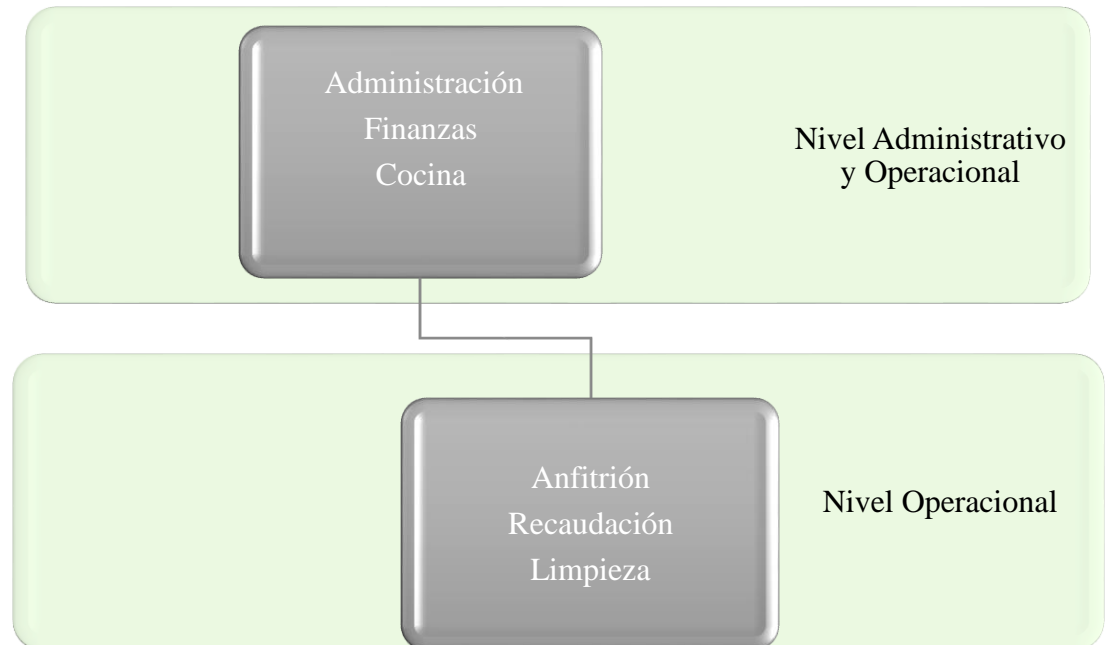 Administración
Finanzas
Cocina
Nivel Administrativo
y Operacional
Anfitrión
Recaudación
Limpieza
Nivel Operacional